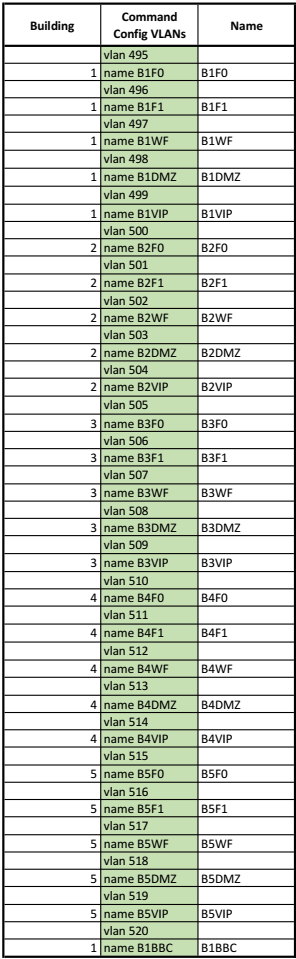 Building Command Config VLANs Name
vlan 495
1 name B1F0 B1F0
vlan 496
1 name B1F1 B1F1
vlan 497
1 name B1WF B1WF
vlan 498
1 name B1DMZ B1DMZ
vlan 499
1 name B1VIP B1VIP
vlan 500
2 name B2F0 B2F0
vlan 501
2 name B2F1 B2F1
vlan 502
2 name B2WF B2WF
vlan 503
2 name B2DMZ B2DMZ
vlan 504
2 name B2VIP B2VIP
vlan 505
3 name B3F0 B3F0
vlan 506
3 name B3F1 B3F1
vlan 507
3 name B3WF B3WF
vlan 508
3 name B3DMZ B3DMZ
vlan 509
3 name B3VIP B3VIP
vlan 510
4 name B4F0 B4F0
vlan 511
4 name B4F1 B4F1
vlan 512
4 name B4WF B4WF
vlan 513
4 name B4DMZ B4DMZ
vlan 514
4 name B4VIP B4VIP
vlan 515
5 name B5F0 B5F0
vlan 516
5 name B5F1 B5F1
vlan 517
5 name B5WF B5WF
vlan 518
5 name B5DMZ B5DMZ
vlan 519
5 name B5VIP B5VIP
vlan 520
1 name B1BBC B1BBC